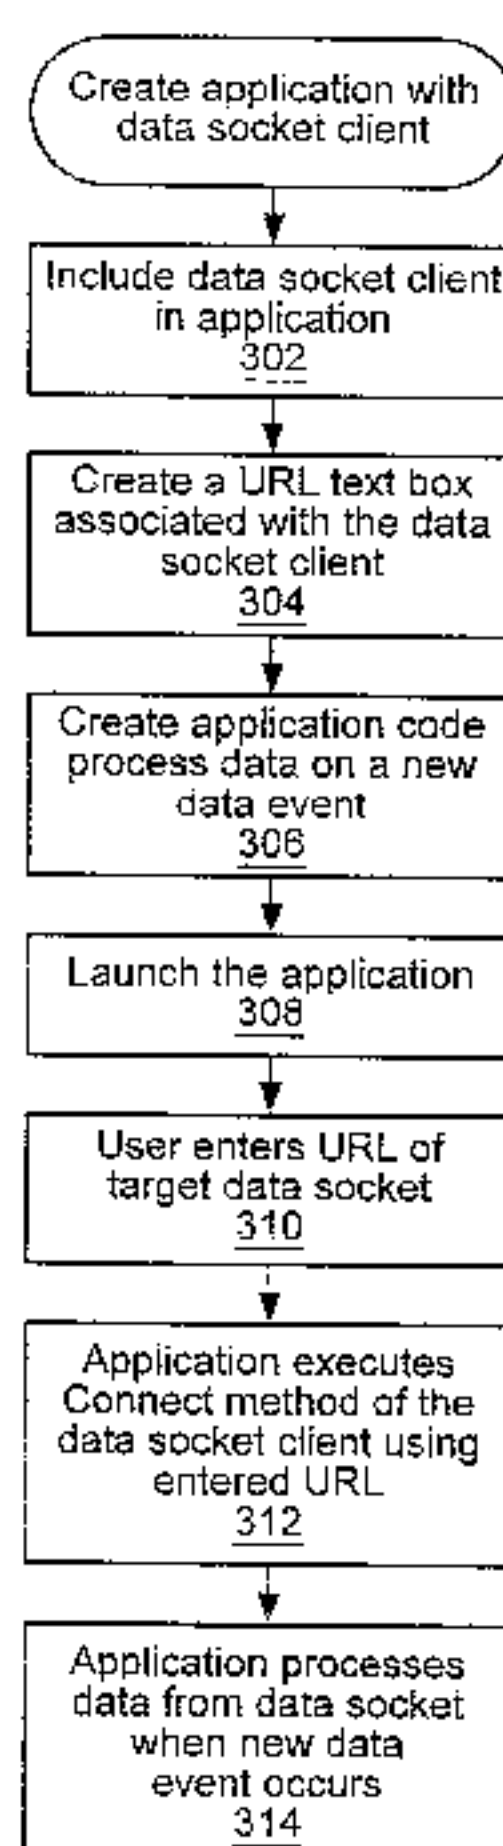 Create application with
data socket client
Include data socket client
in application
302
Create a URL text box
associated with the data
socket client
304
Create application code
process data on a new
data event
306
Launch the application
308
User enters URL of
target data socket
310
Application executes
Connect method of the
data socket client using
entered URL
312
Application processes
data from data socket
when new data
event occurs
314